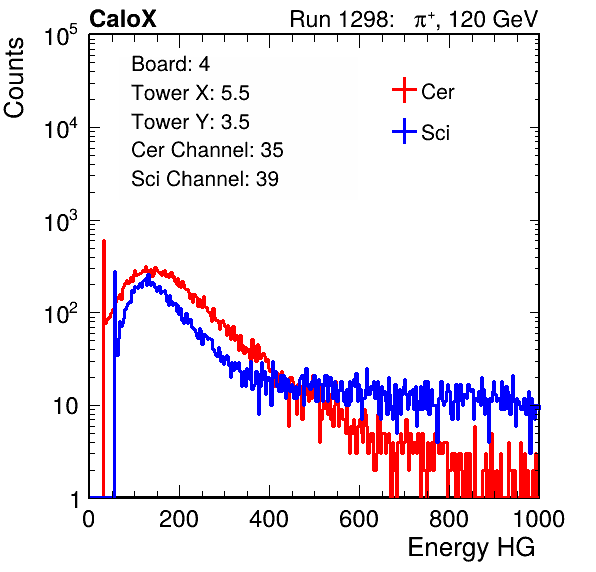 CaloX Run 1298: π⁺, 120 GeV
Board: 4
Tower X: 5.5
Tower Y: 3.5
Cer Channel: 35
Sci Channel: 39
Cer
Sci
Counts
10⁵
10⁴
10³
10²
10
1
0 200 400 600 800 1000
Energy HG